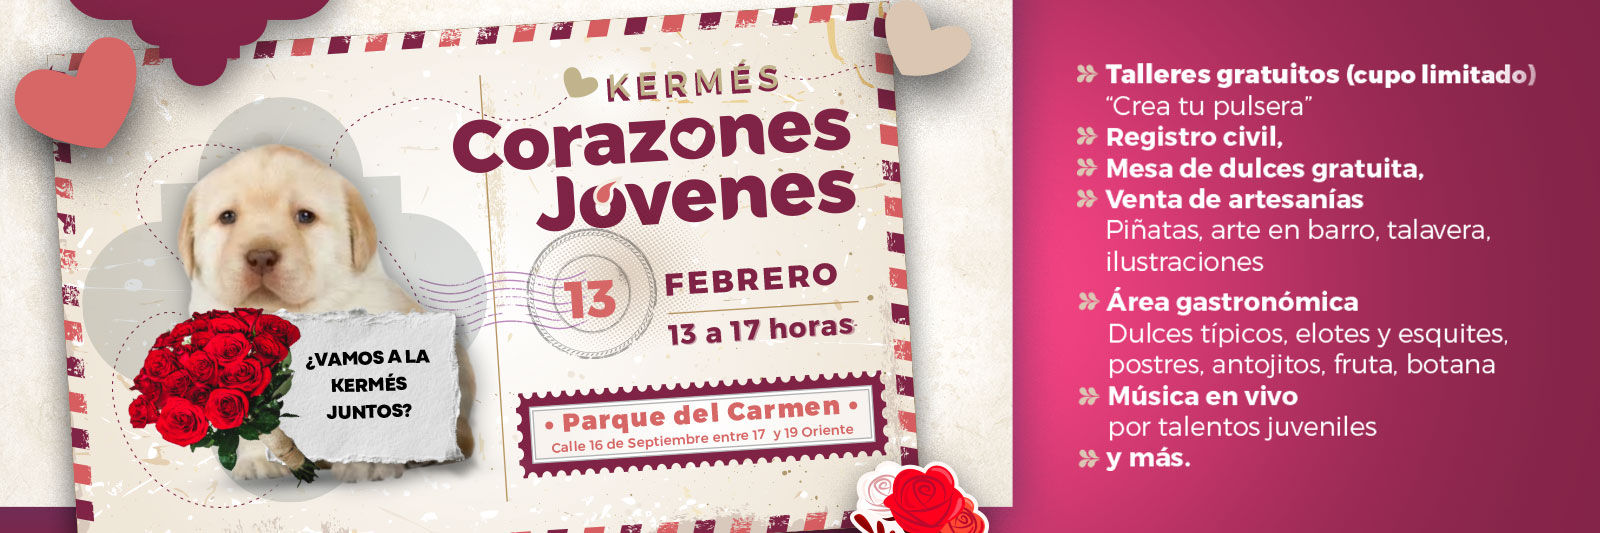 KERMÉS
Corazones
Jóvenes
13
FEBRERO
13 a 17 horas
• Parque del Carmen •
Calle 16 de Septiembre entre 17 y 19 Oriente
¿VAMOS A LA
KERMÉS
JUNTOS?
Talleres gratuitos (cupo limitado)
“Crea tu pulsera”
Registro civil,
Mesa de dulces gratuita,
Venta de artesanías
Piñatas, arte en barro, talavera,
ilustraciones
Área gastronómica
Dulces típicos, elotes y esquites,
postres, antojitos, fruta, botana
Música en vivo
por talentos juveniles
y más.